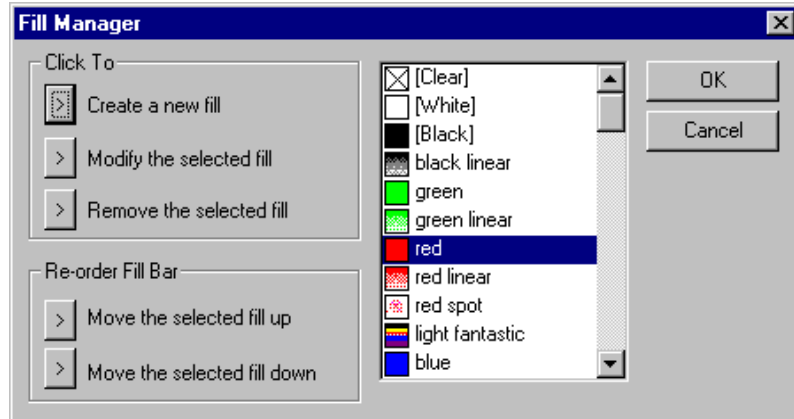 Fill Manager
Click To
> Create a new fill
> Modify the selected fill
> Remove the selected fill
Re-order Fill Bar
> Move the selected fill up
> Move the selected fill down
[Clear]
[White]
[Black]
black linear
green
green linear
red
red linear
red spot
light fantastic
blue
OK
Cancel